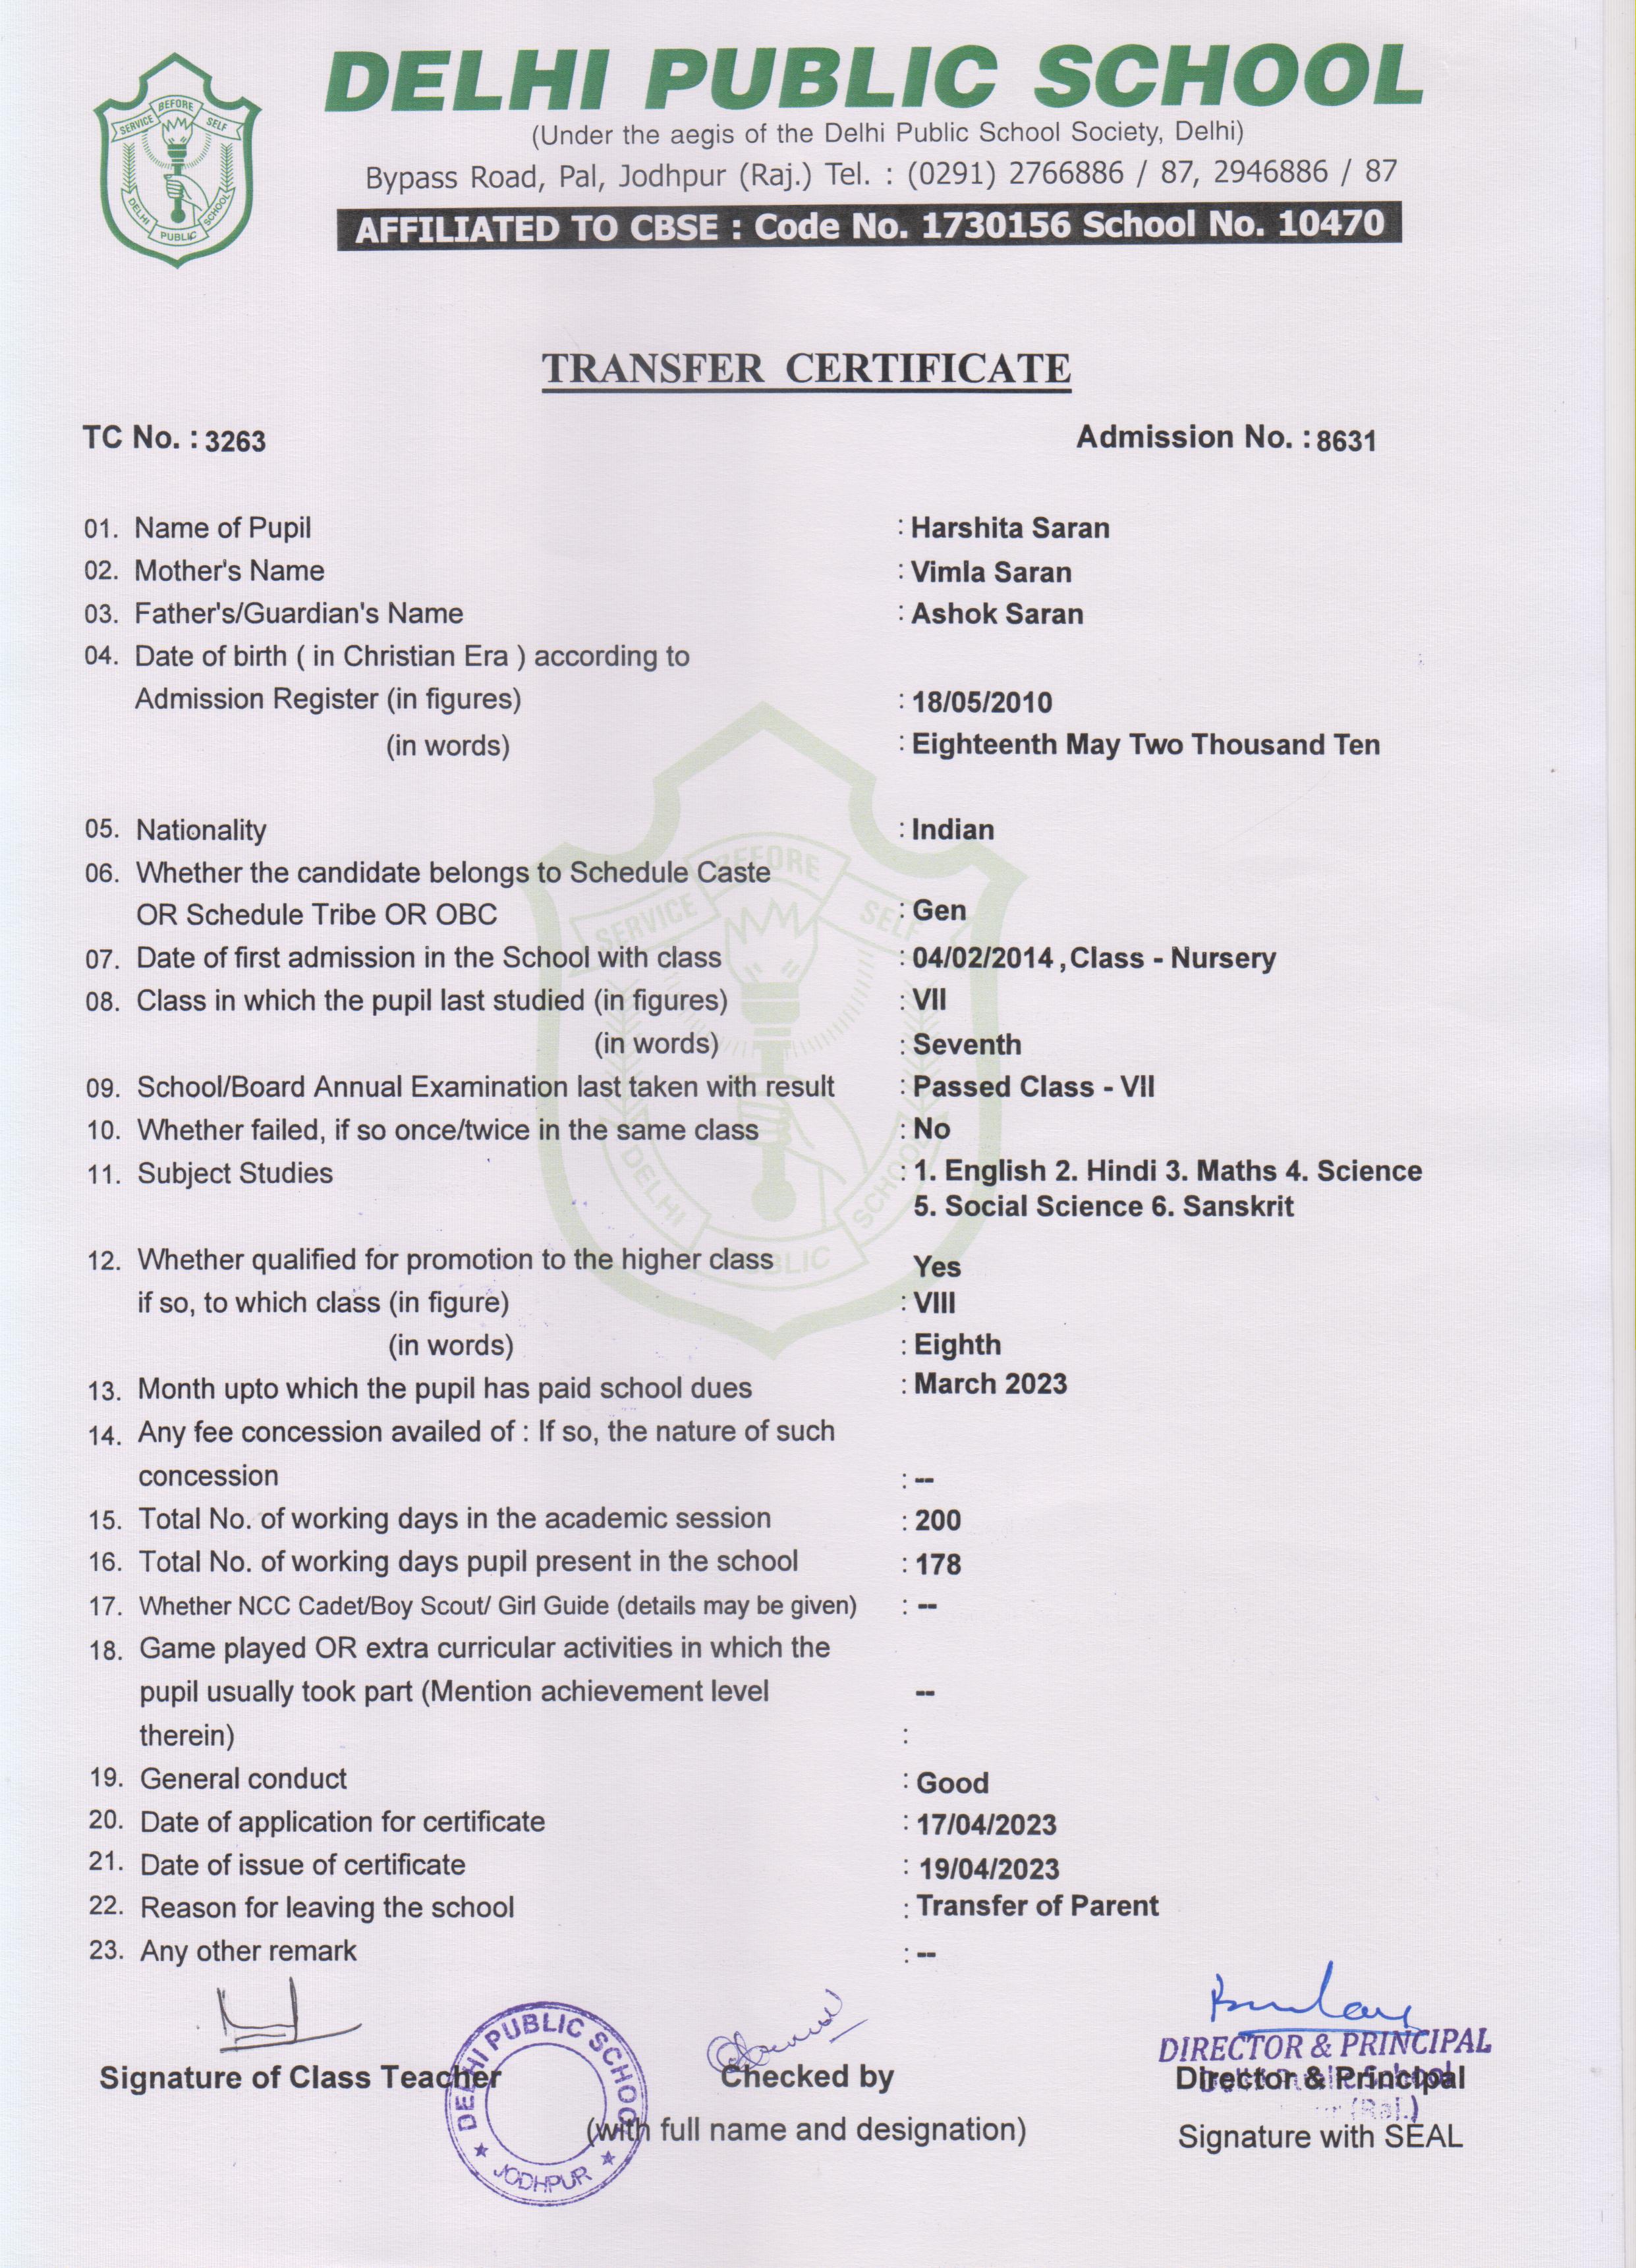 SERVICE BEFORE SELF
DELHI PUBLIC SCHOOL
DELHI PUBLIC SCHOOL
(Under the aegis of the Delhi Public School Society, Delhi)
Bypass Road, Pal, Jodhpur (Raj.) Tel. : (0291) 2766886 / 87, 2946886 / 87
AFFILIATED TO CBSE : Code No. 1730156 School No. 10470
TRANSFER CERTIFICATE
TC No. : 3263 Admission No. : 8631
01. Name of Pupil : Harshita Saran
02. Mother's Name : Vimla Saran
03. Father's/Guardian's Name : Ashok Saran
04. Date of birth ( in Christian Era ) according to
Admission Register (in figures) : 18/05/2010
(in words) : Eighteenth May Two Thousand Ten
05. Nationality : Indian
06. Whether the candidate belongs to Schedule Caste
OR Schedule Tribe OR OBC : Gen
07. Date of first admission in the School with class : 04/02/2014 , Class - Nursery
08. Class in which the pupil last studied (in figures) : VII
(in words) : Seventh
09. School/Board Annual Examination last taken with result : Passed Class - VII
10. Whether failed, if so once/twice in the same class : No
11. Subject Studies : 1. English 2. Hindi 3. Maths 4. Science
5. Social Science 6. Sanskrit
12. Whether qualified for promotion to the higher class Yes
if so, to which class (in figure) : VIII
(in words) : Eighth
13. Month upto which the pupil has paid school dues : March 2023
14. Any fee concession availed of : If so, the nature of such
concession : --
15. Total No. of working days in the academic session : 200
16. Total No. of working days pupil present in the school : 178
17. Whether NCC Cadet/Boy Scout/ Girl Guide (details may be given) : --
18. Game played OR extra curricular activities in which the
pupil usually took part (Mention achievement level --
therein) :
19. General conduct : Good
20. Date of application for certificate : 17/04/2023
21. Date of issue of certificate : 19/04/2023
22. Reason for leaving the school : Transfer of Parent
23. Any other remark : --
SERVICE BEFORE SELF
DELHI PUBLIC SCHOOL
DIRECTOR & PRINCIPAL
Signature of Class Teacher Checked by Director & Principal
(Raj.)
(with full name and designation) Signature with SEAL
DELHI PUBLIC SCHOOL
JODHPUR